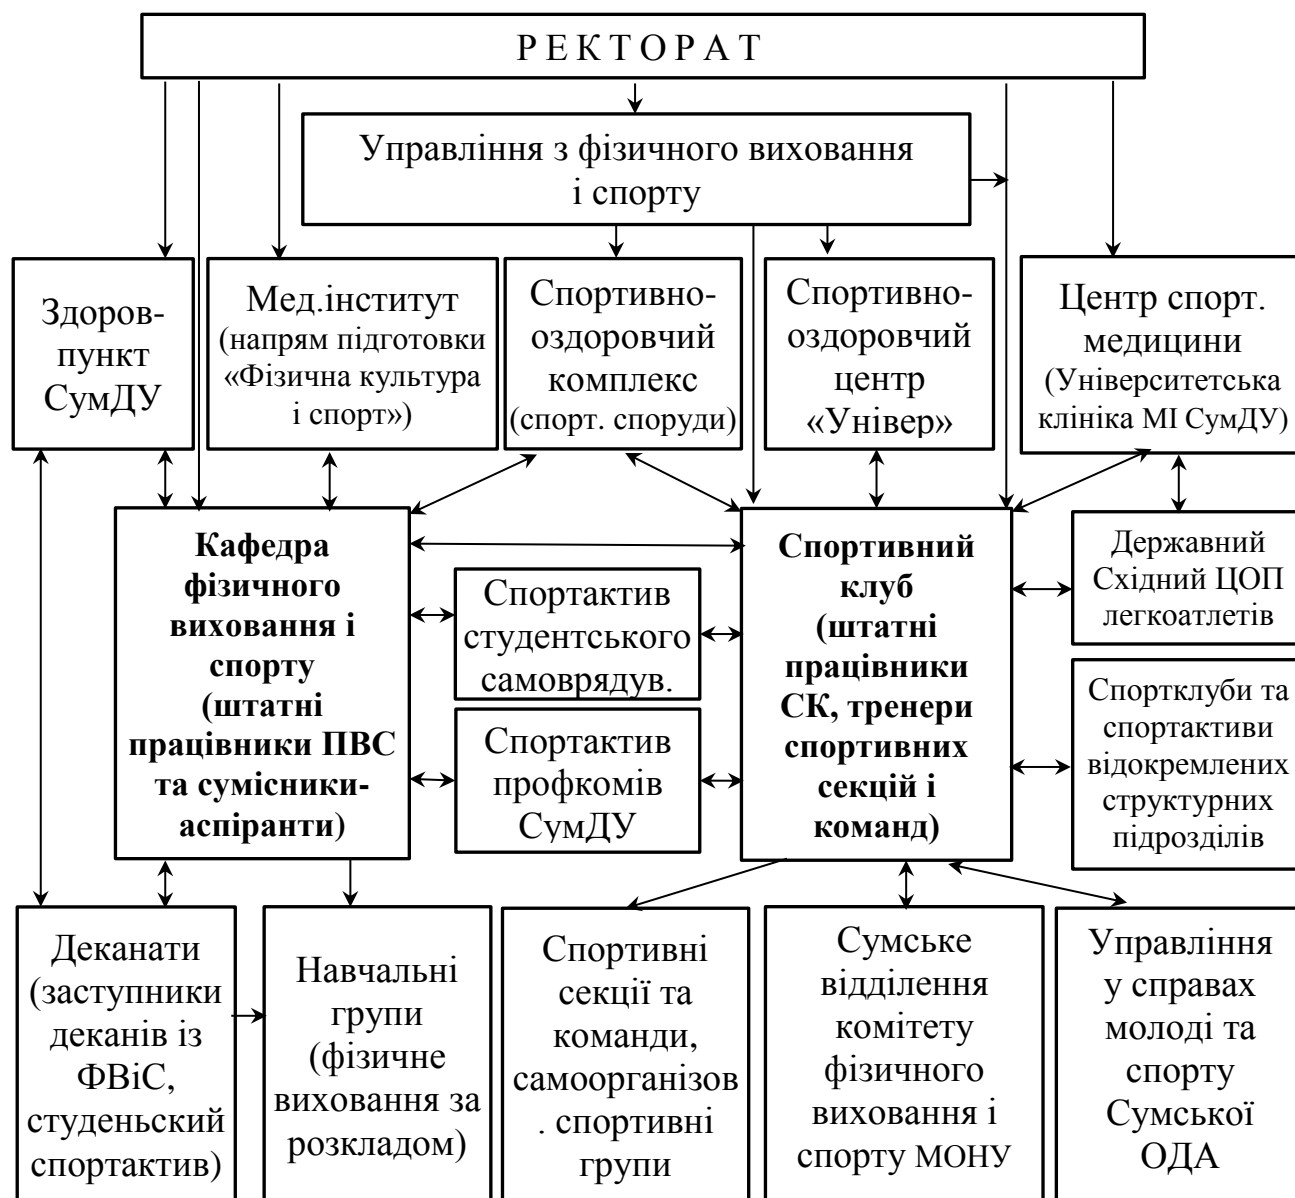 РЕКТОРАТ
Управління з фізичного виховання
і спорту
Здоров-
пункт
СумДУ
Мед.інститут
(напрям підготовки
«Фізична культура
і спорт»)
Спортивно-
оздоровчий
комплекс
(спорт. споруди)
Спортивно-
оздоровчий
центр
«Універ»
Центр спорт.
медицини
(Університетська
клініка МІ СумДУ)
Кафедра
фізичного
виховання і
спорту
(штатні
працівники ПВС
та сумісники-
аспіранти)
Спортактив
студентського
самоврядув.
Спортактив
профкомів
СумДУ
Спортивний
клуб
(штатні
працівники
СК, тренери
спортивних
секцій і
команд)
Державний
Східний ЦОП
легкоатлетів
Спортклуби та
спортактиви
відокремлених
структурних
підрозділів
Деканати
(заступники
деканів із
ФВіС,
студеньский
спортактив)
Навчальні
групи
(фізичне
виховання за
розкладом)
Спортивні
секції та
команди,
самоорганізов
. спортивні
групи
Сумське
відділення
комітету
фізичного
виховання і
спорту МОНУ
Управління
у справах
молоді та
спорту
Сумської
ОДА